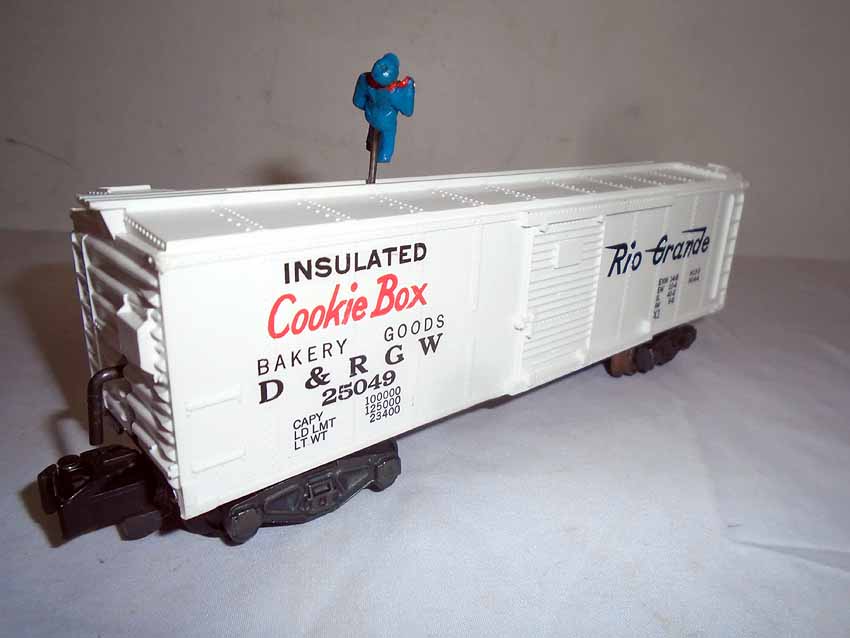 INSULATED
Cookie Box
BAKERY GOODS
D & R G W
25049
CAPY 100000
LD LMT 125000
LT WT 23400
Rio Grande